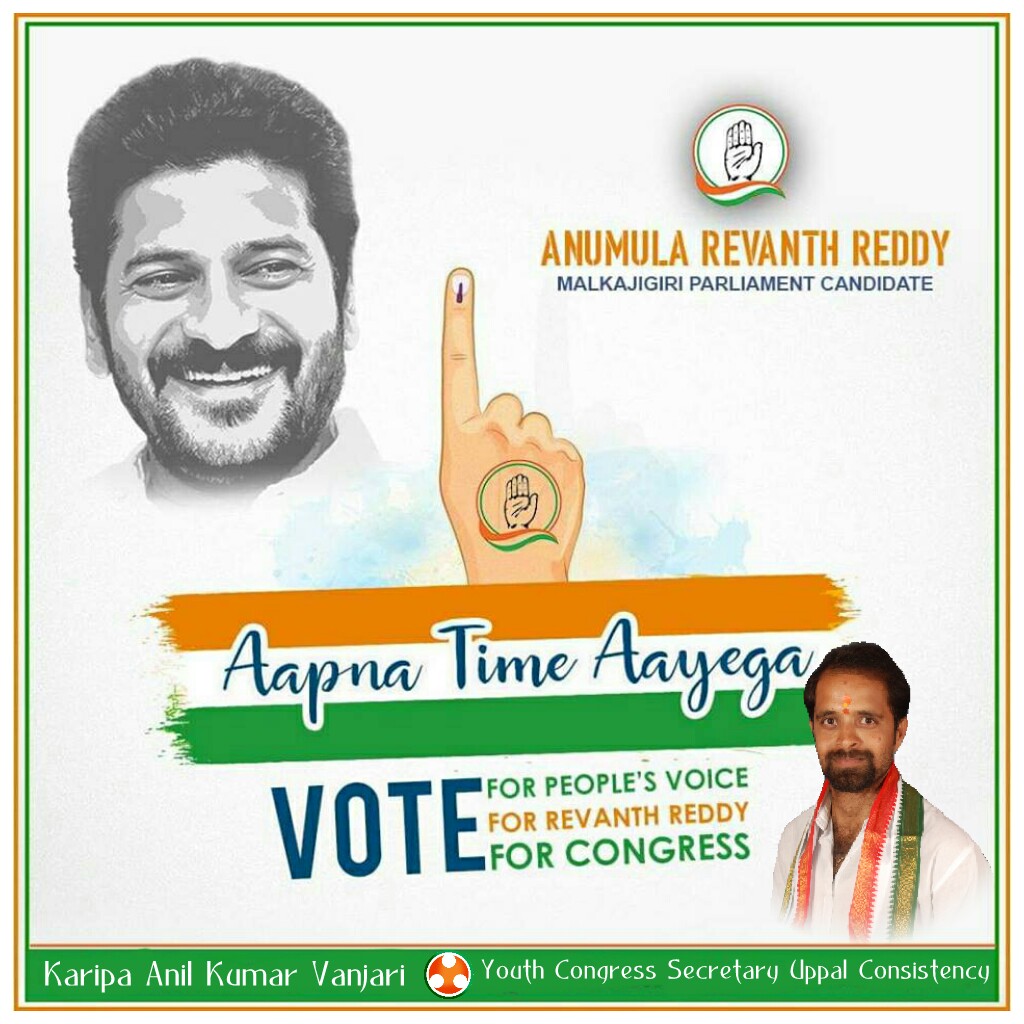 ANUMULA REVANTH REDDY
MALKAJIGIRI PARLIAMENT CANDIDATE
Aapna Time Aayega
VOTE
FOR PEOPLE'S VOICE
FOR REVANTH REDDY
FOR CONGRESS
Karipa Anil Kumar Vanjari Youth Congress Secretary Uppal Consistency